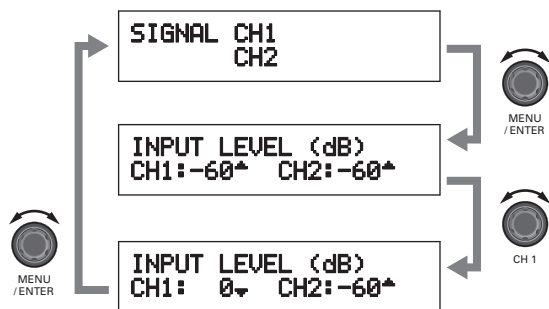 SIGNAL CH1
CH2
MENU
/ENTER
INPUT LEVEL (dB)
CH1:-60 CH2:-60
CH 1
INPUT LEVEL (dB)
CH1: 0 CH2:-60
MENU
/ENTER